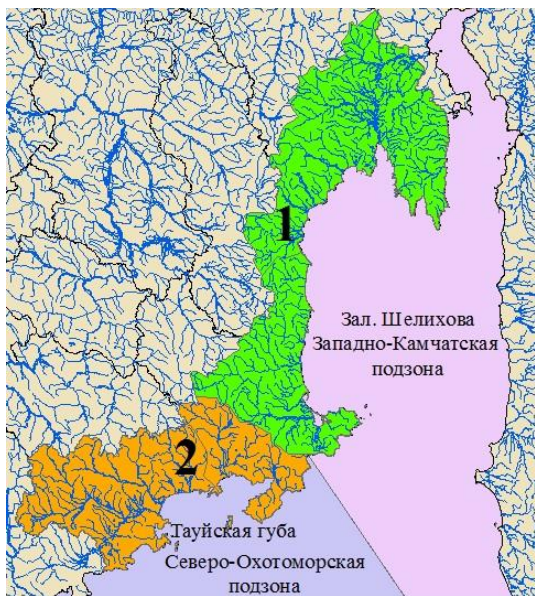 1
Зал. Шелихова
Западно-Камчатская
подзона
2
Тауйская губа
Северо-Охотоморская
подзона